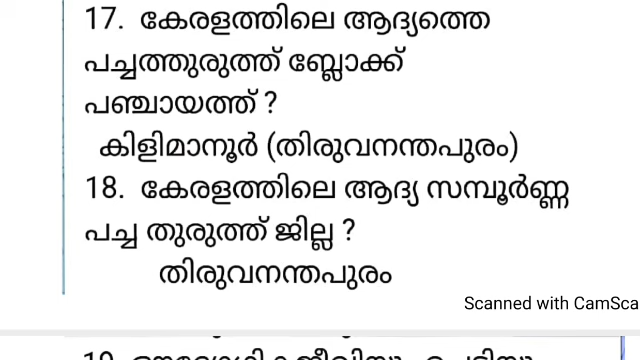 17. കേരളത്തിലെ ആദ്യത്തെ
പച്ചത്തുരുത്ത് ബ്ലോക്ക്
പഞ്ചായത്ത് ?
കിളിമാനൂർ (തിരുവനന്തപുരം)
18. കേരളത്തിലെ ആദ്യ സമ്പൂർണ്ണ
പച്ച തുരുത്ത് ജില്ല ?
തിരുവനന്തപുരം
Scanned with CamSca